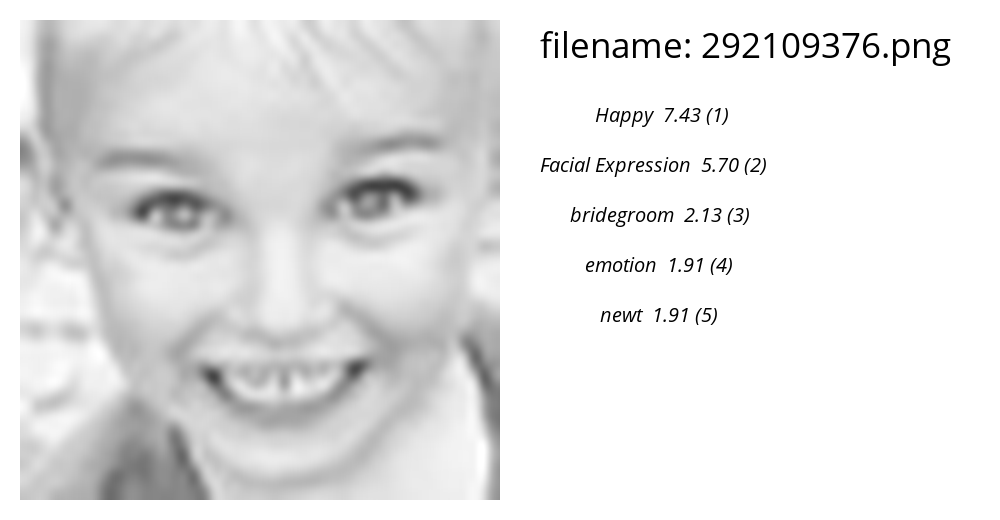 filename: 292109376.png
Happy 7.43 (1)
Facial Expression 5.70 (2)
bridegroom 2.13 (3)
emotion 1.91 (4)
newt 1.91 (5)